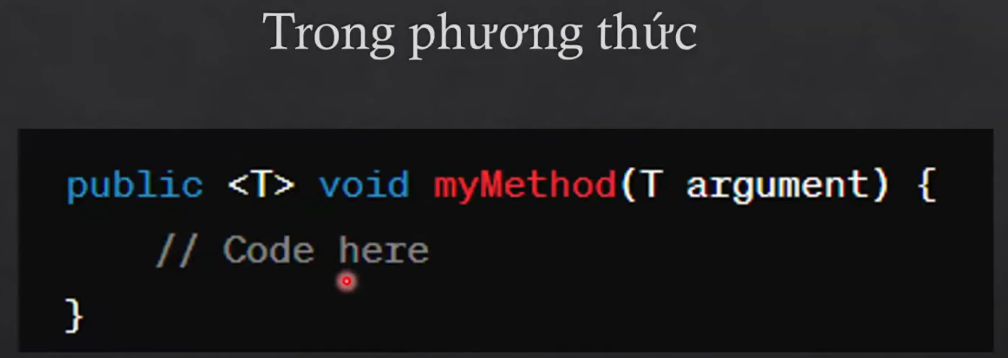 Trong phương thức
public <T> void myMethod(T argument) {
// Code here
}